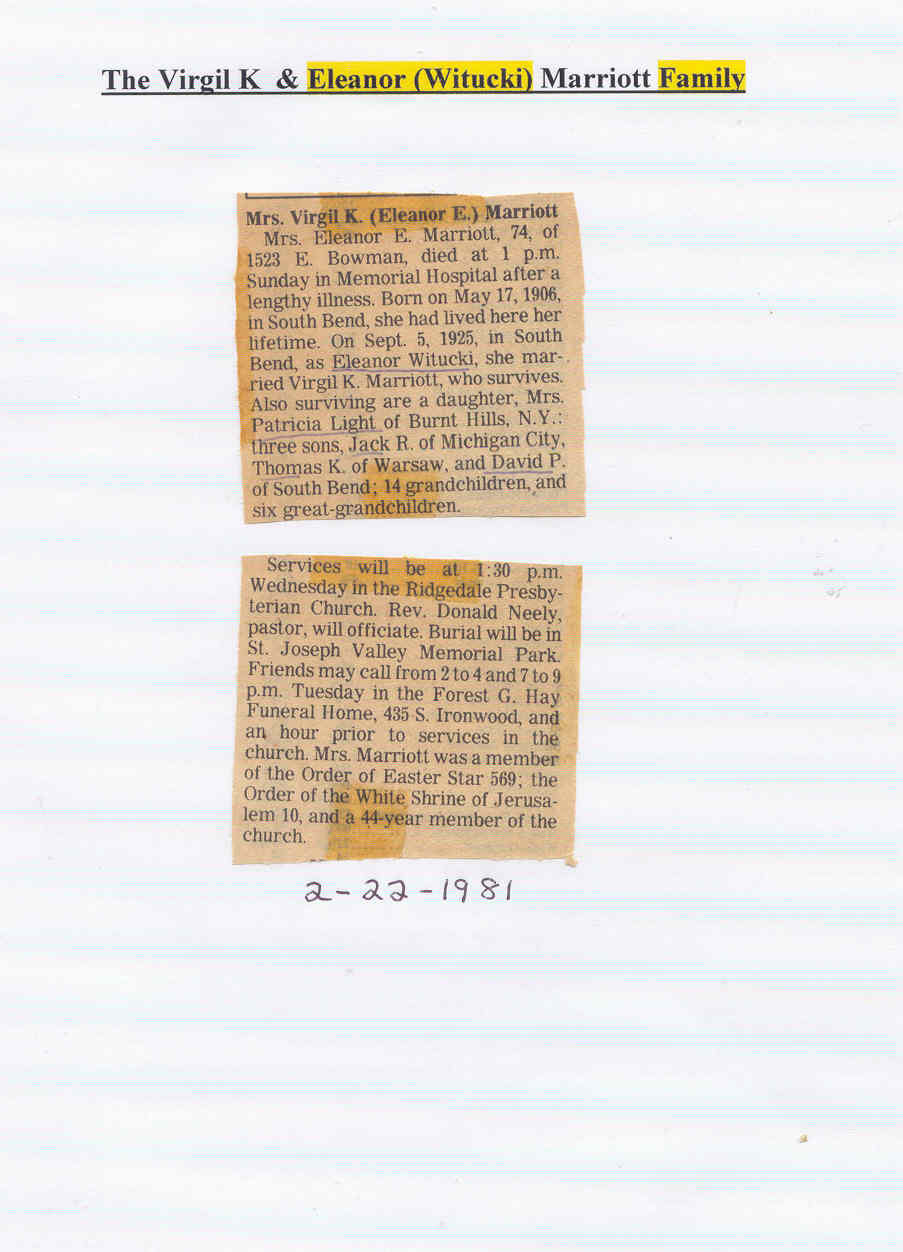 The Virgil K & Eleanor (Witucki) Marriott Family
Mrs. Virgil K. (Eleanor E.) Marriott
Mrs. Eleanor E. Marriott, 74, of
1523 E. Bowman, died at 1 p.m.
Sunday in Memorial Hospital after a
lengthy illness. Born on May 17, 1906,
in South Bend, she had lived here her
lifetime. On Sept. 5, 1925, in South
Bend, as Eleanor Witucki, she mar-
ried Virgil K. Marriott, who survives.
Also surviving are a daughter, Mrs.
Patricia Light of Burnt Hills, N.Y.:
three sons, Jack R. of Michigan City,
Thomas K. of Warsaw, and David P.
of South Bend; 14 grandchildren, and
six great-grandchildren.
Services will be at 1:30 p.m.
Wednesday in the Ridgedale Presby-
terian Church. Rev. Donald Neely,
pastor, will officiate. Burial will be in
St. Joseph Valley Memorial Park.
Friends may call from 2 to 4 and 7 to 9
p.m. Tuesday in the Forest G. Hay
Funeral Home, 435 S. Ironwood, and
an hour prior to services in the
church. Mrs. Marriott was a member
of the Order of Easter Star 569; the
Order of the White Shrine of Jerusa-
lem 10, and a 44-year member of the
church.
2-22-1981